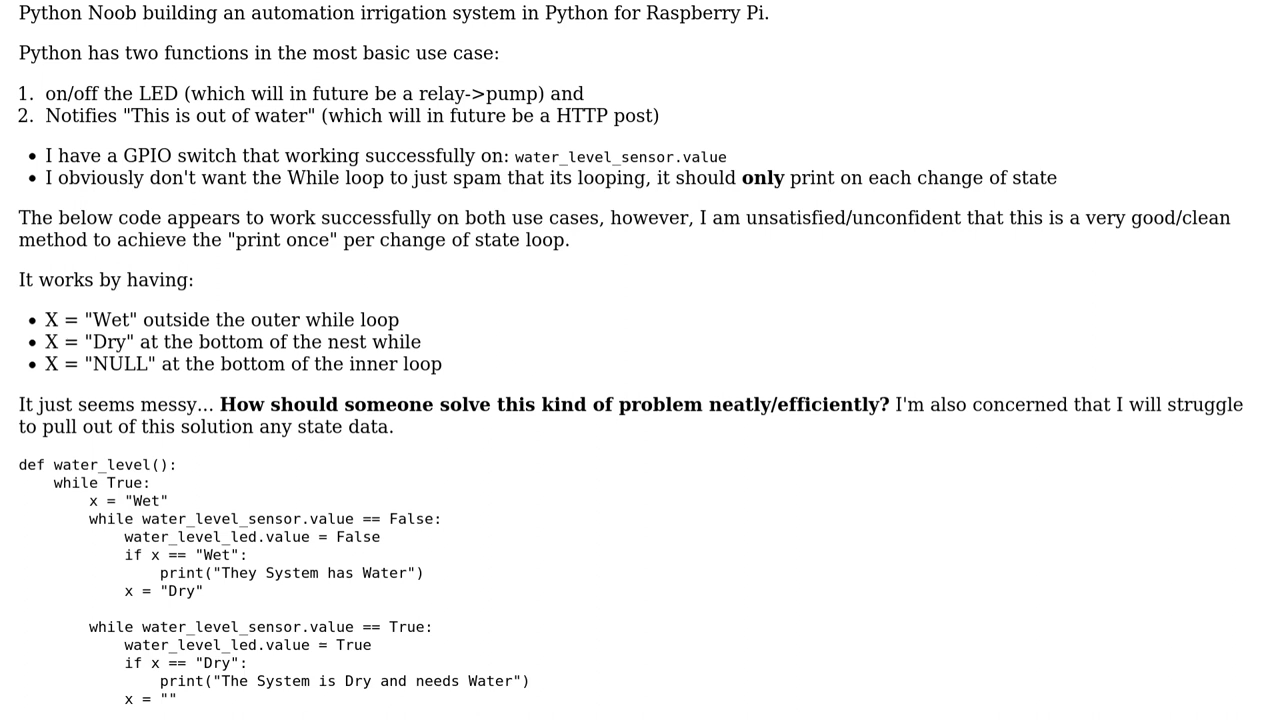 Python Noob building an automation irrigation system in Python for Raspberry Pi.
Python has two functions in the most basic use case:
1. on/off the LED (which will in future be a relay->pump) and
2. Notifies "This is out of water" (which will in future be a HTTP post)
• I have a GPIO switch that working successfully on: water_level_sensor.value
• I obviously don't want the While loop to just spam that its looping, it should only print on each change of state
The below code appears to work successfully on both use cases, however, I am unsatisfied/unconfident that this is a very good/clean
method to achieve the "print once" per change of state loop.
It works by having:
• X = "Wet" outside the outer while loop
• X = "Dry" at the bottom of the nest while
• X = "NULL" at the bottom of the inner loop
It just seems messy... How should someone solve this kind of problem neatly/efficiently? I'm also concerned that I will struggle
to pull out of this solution any state data.
def water_level():
    while True:
        x = "Wet"
        while water_level_sensor.value == False:
            water_level_led.value = False
            if x == "Wet":
                print("They System has Water")
            x = "Dry"
        while water_level_sensor.value == True:
            water_level_led.value = True
            if x == "Dry":
                print("The System is Dry and needs Water")
            x = ""